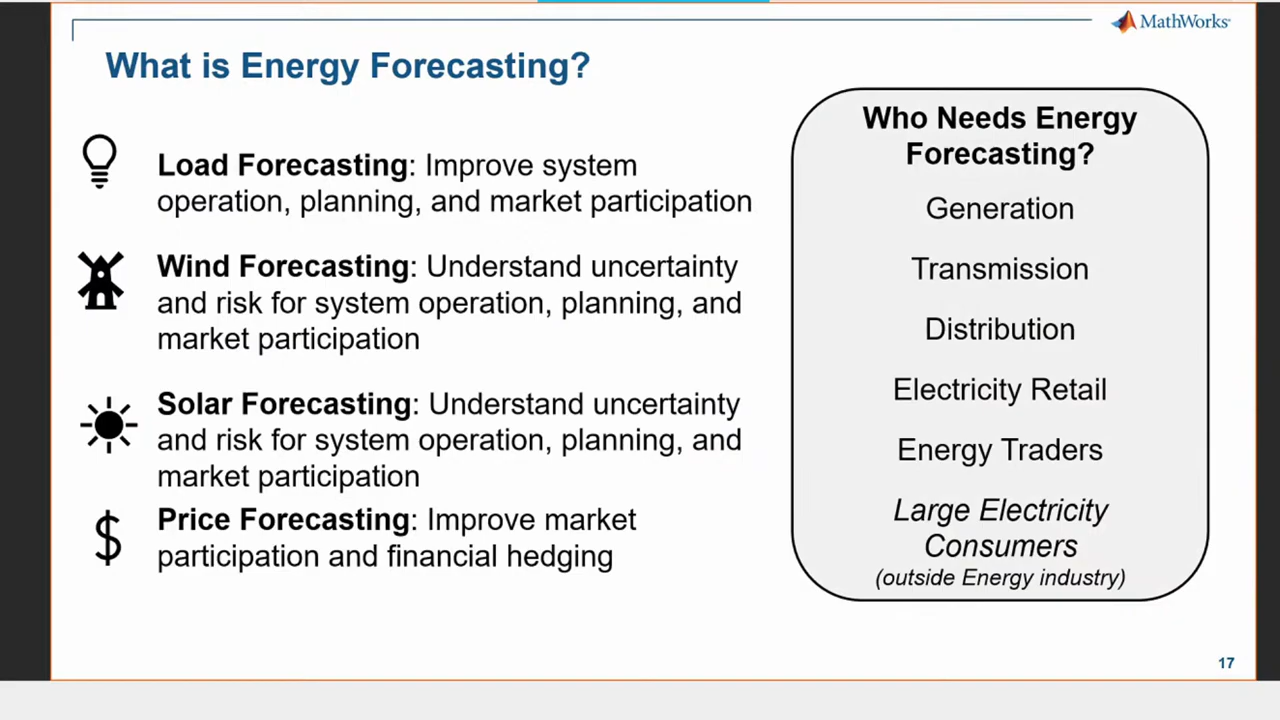 MathWorks®
What is Energy Forecasting?
Load Forecasting: Improve system
operation, planning, and market participation
Wind Forecasting: Understand uncertainty
and risk for system operation, planning, and
market participation
Solar Forecasting: Understand uncertainty
and risk for system operation, planning, and
market participation
$
Price Forecasting: Improve market
participation and financial hedging
Who Needs Energy
Forecasting?
Generation
Transmission
Distribution
Electricity Retail
Energy Traders
Large Electricity
Consumers
(outside Energy industry)
17